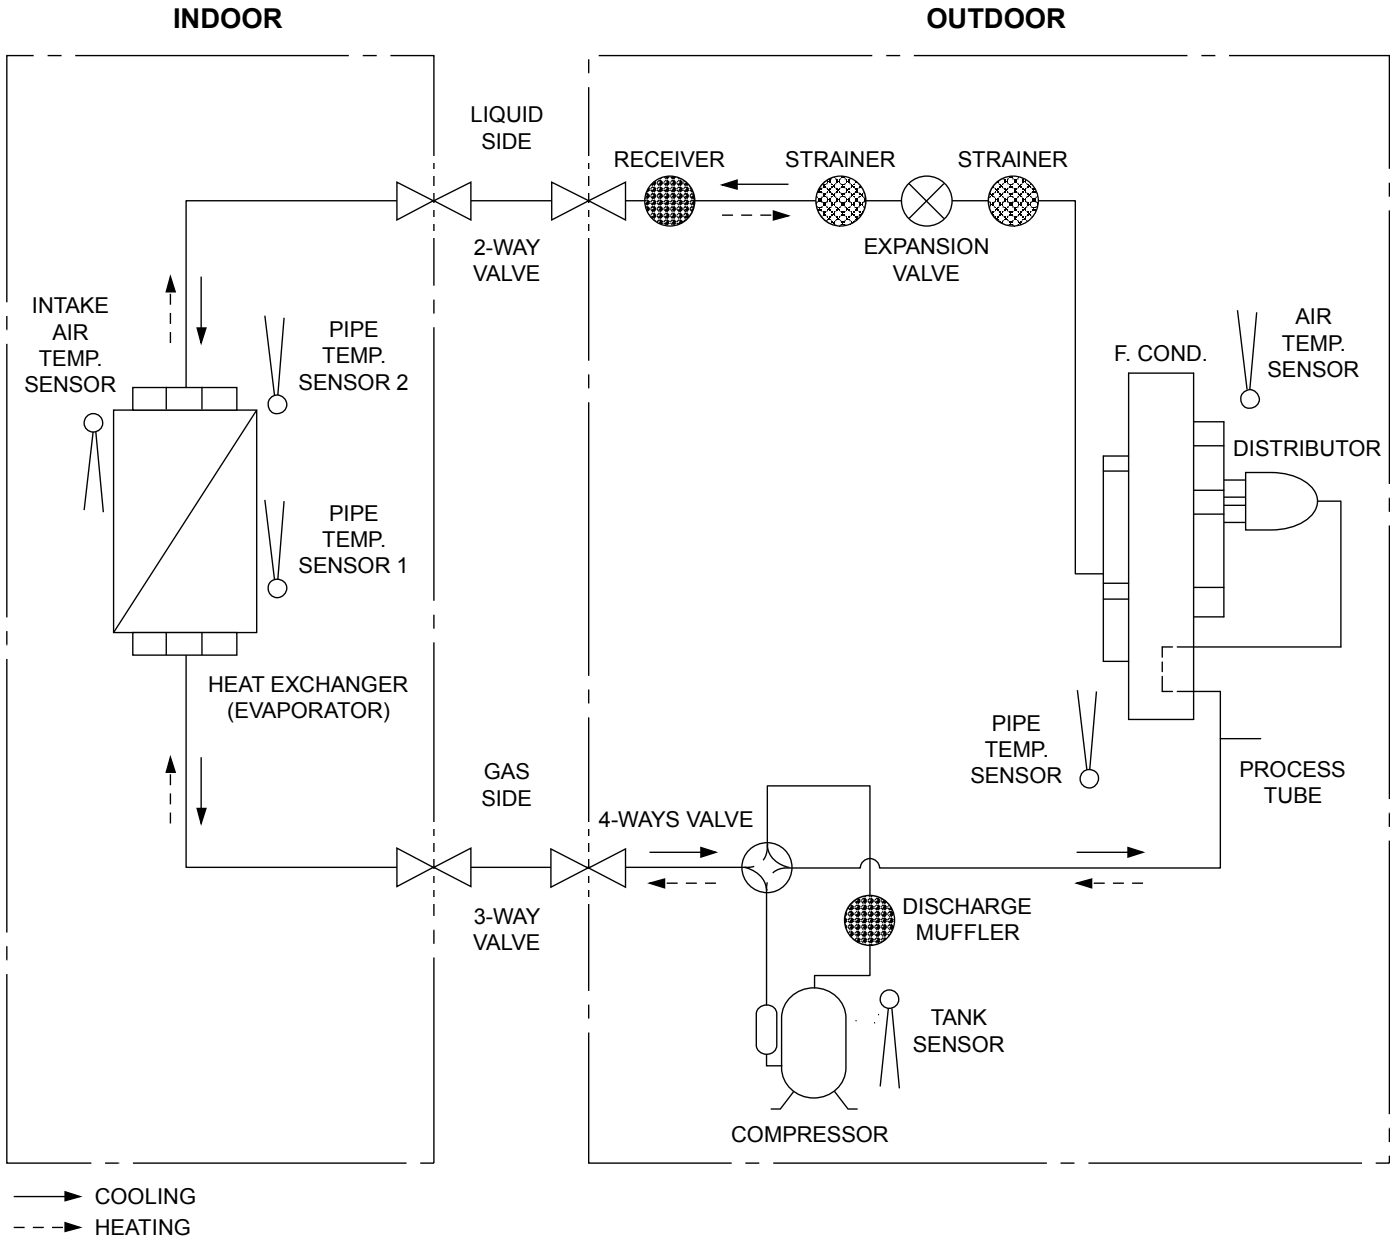 INDOOR
OUTDOOR
LIQUID
SIDE
RECEIVER
STRAINER
STRAINER
2-WAY
VALVE
EXPANSION
VALVE
INTAKE
AIR
TEMP.
SENSOR
PIPE
TEMP.
SENSOR 2
F. COND.
AIR
TEMP.
SENSOR
DISTRIBUTOR
PIPE
TEMP.
SENSOR 1
HEAT EXCHANGER
(EVAPORATOR)
PIPE
TEMP.
SENSOR
PROCESS
TUBE
GAS
SIDE
4-WAYS VALVE
3-WAY
VALVE
DISCHARGE
MUFFLER
TANK
SENSOR
COMPRESSOR
COOLING
HEATING